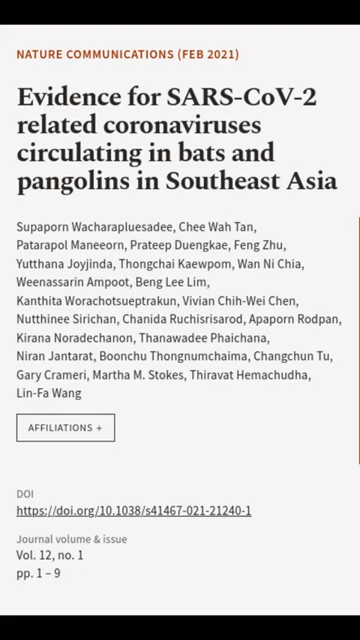 NATURE COMMUNICATIONS (FEB 2021)
Evidence for SARS-CoV-2
related coronaviruses
circulating in bats and
pangolins in Southeast Asia
Supaporn Wacharapluesadee, Chee Wah Tan,
Patarapol Maneeorn, Prateep Duengkae, Feng Zhu,
Yutthana Joyjinda, Thongchai Kaewpom, Wan Ni Chia,
Weenassarin Ampoot, Beng Lee Lim,
Kanthita Worachotsueptrakun, Vivian Chih-Wei Chen,
Nutthinee Sirichan, Chanida Ruchisrisarod, Apaporn Rodpan,
Kirana Noradechanon, Thanawadee Phaichana,
Niran Jantarat, Boonchu Thongnumchaima, Changchun Tu,
Gary Crameri, Martha M. Stokes, Thiravat Hemachudha,
Lin-Fa Wang
AFFILIATIONS +
DOI
https://doi.org/10.1038/s41467-021-21240-1
Journal volume & issue
Vol. 12, no. 1
pp. 1 – 9